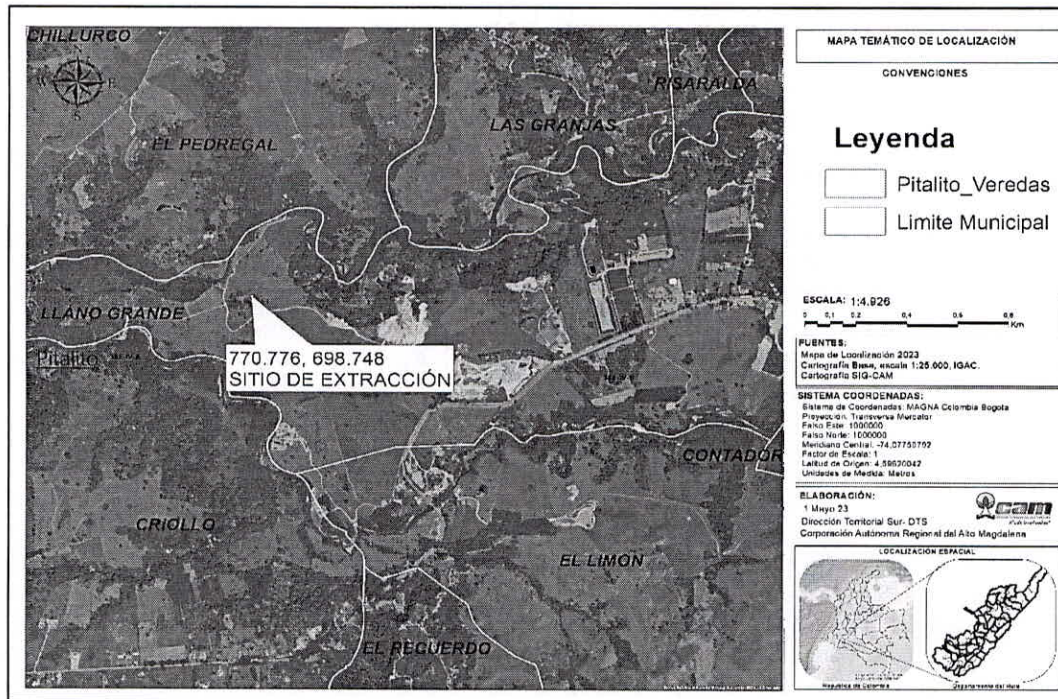 CHILLURCO
N
E
S
RISARALDA
LAS GRANJAS
EL PEDREGAL
LLANO GRANDE
Pitalito
770.776, 698.748
SITIO DE EXTRACCIÓN
CONTADOR
CRIOLLO
EL LIMON
EL RECUERDO
MAPA TEMÁTICO DE LOCALIZACIÓN
CONVENCIONES
Leyenda
Pitalito_Veredas
Limite Municipal
ESCALA: 1:4.926
0 0,1 0,2 0,4 0,6 0,8
Km
FUENTES:
Mapa de Localización 2023
Cartografía Base, escala 1:25.000, IGAC.
Cartografía SIG-CAM
SISTEMA COORDENADAS:
Sistema de Coordenadas: MAGNA Colombia Bogota
Proyección: Transverse Mercator
Falso Este: 1000000
Falso Norte: 1000000
Meridiano Central: -74,07750792
Factor de Escala: 1
Latitud de Origen: 4,59620042
Unidades de Medida: Metros
ELABORACIÓN:
1 Mayo 23
Dirección Territorial Sur- DTS
Corporación Autónoma Regional del Alto Magdalena
cam
LOCALIZACIÓN ESPACIAL
República de Colombia
Departamento del Huila